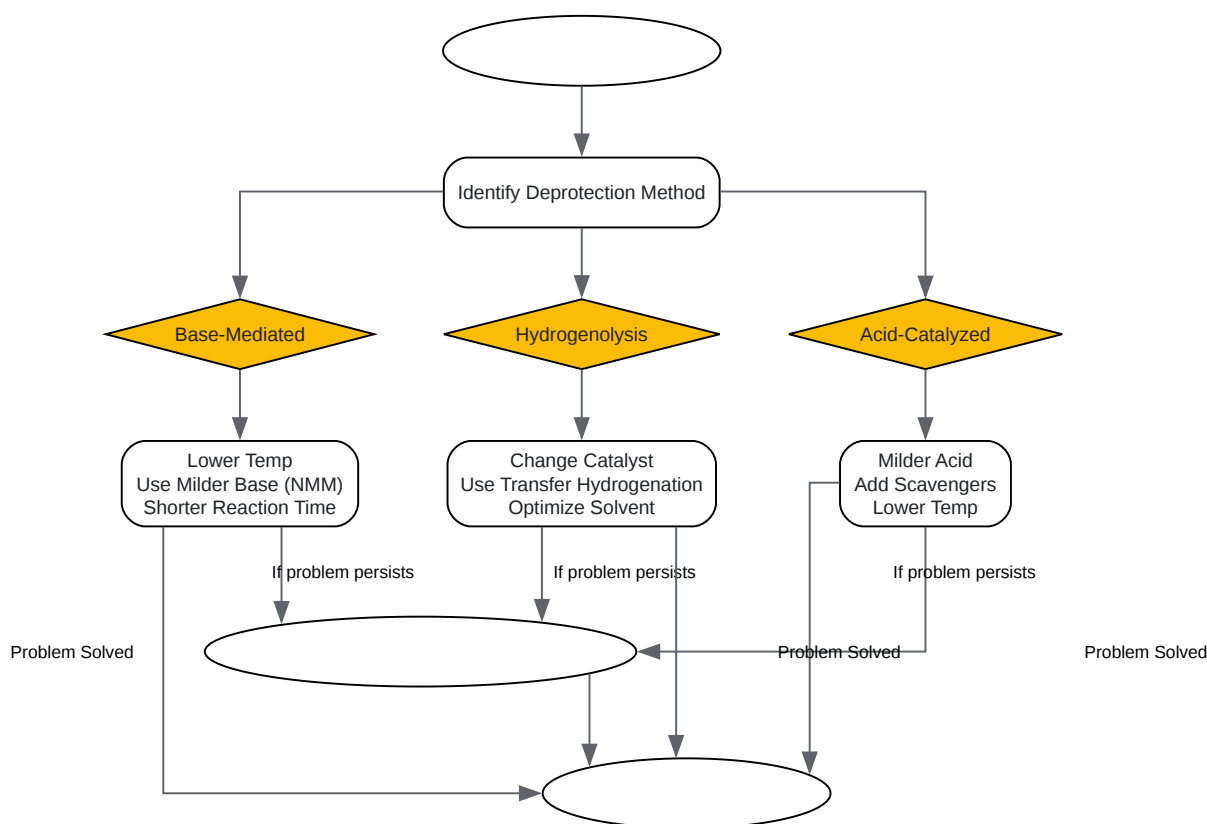 Identify Deprotection Method
Base-Mediated
Hydrogenolysis
Acid-Catalyzed
Lower Temp
Use Milder Base (NMM)
Shorter Reaction Time
Change Catalyst
Use Transfer Hydrogenation
Optimize Solvent
Milder Acid
Add Scavengers
Lower Temp
If problem persists
If problem persists
If problem persists
Problem Solved
Problem Solved
Problem Solved